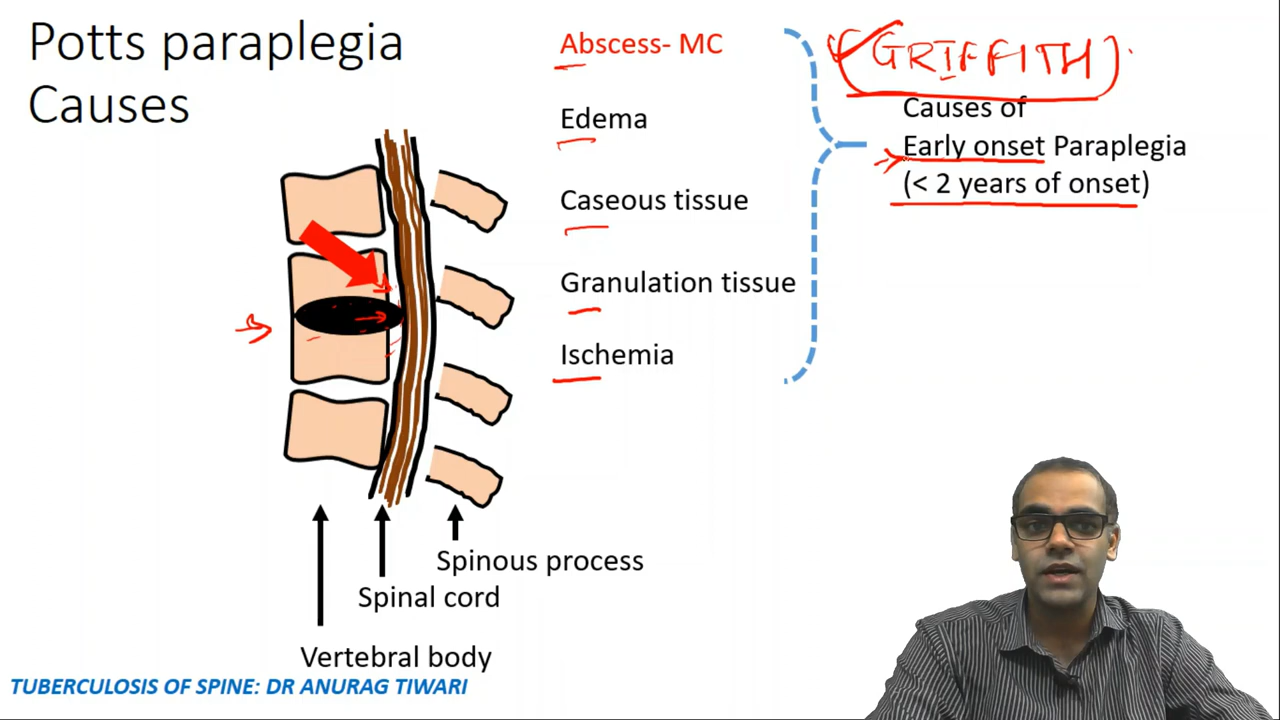 Potts paraplegia
Causes
Abscess- MC
Edema
Caseous tissue
Granulation tissue
Ischemia
(GRIFFITH).
Causes of
Early onset Paraplegia
(< 2 years of onset)
Spinous process
Spinal cord
Vertebral body
TUBERCULOSIS OF SPINE: DR ANURAG TIWARI